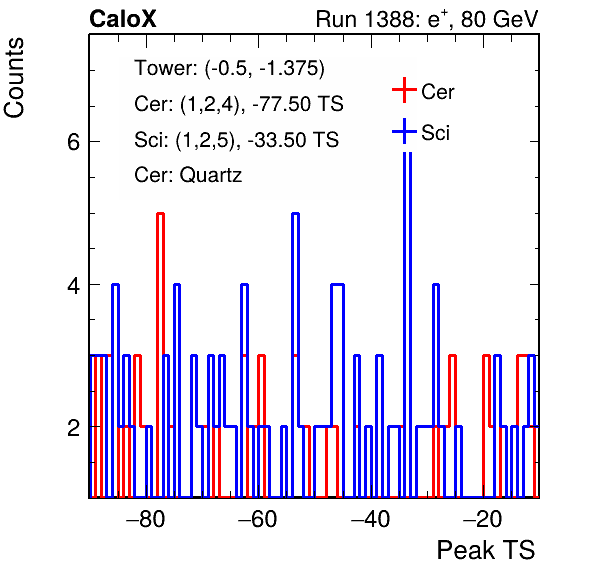 CaloX Run 1388: e⁺, 80 GeV
Counts
Tower: (-0.5, -1.375)
Cer: (1,2,4), -77.50 TS
Sci: (1,2,5), -33.50 TS
Cer: Quartz
Cer
Sci
6
4
2
−80 −60 −40 −20
Peak TS